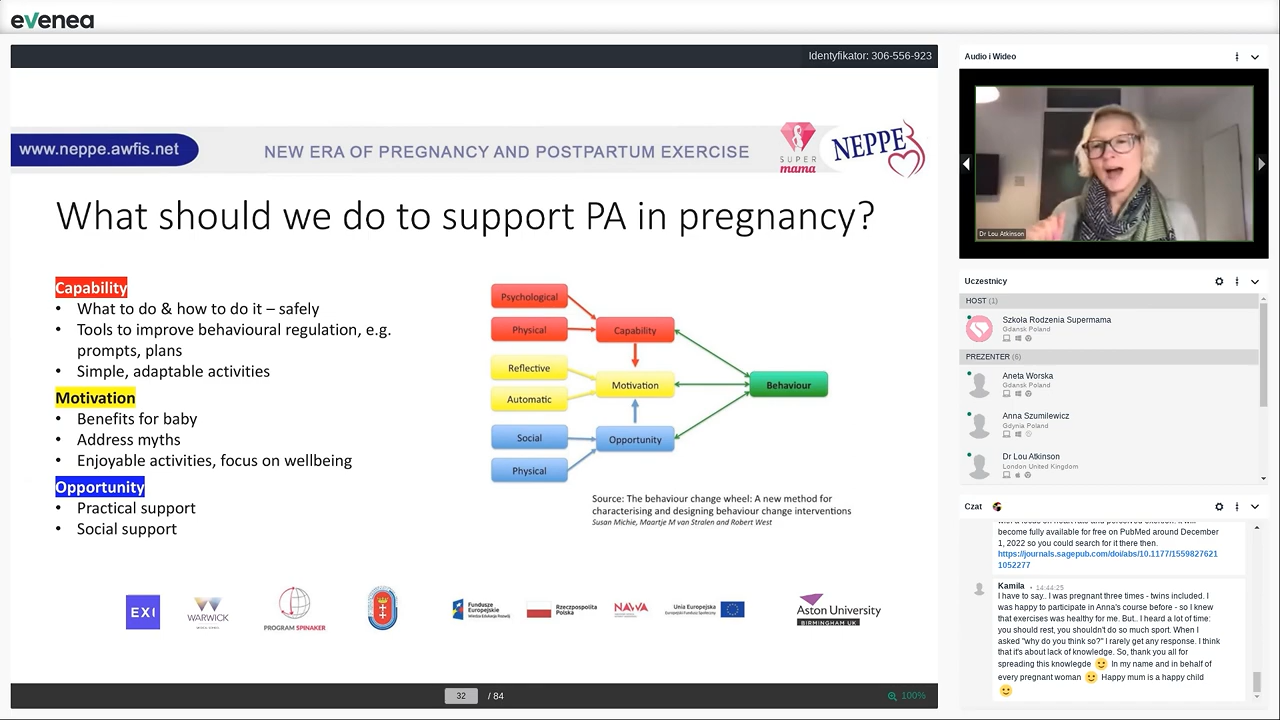 evenea
Identyfikator: 306-556-923
www.neppe.awfis.net
NEW ERA OF PREGNANCY AND POSTPARTUM EXERCISE
SUPER
mama
NEPPE
What should we do to support PA in pregnancy?
Capability
• What to do & how to do it – safely
• Tools to improve behavioural regulation, e.g.
prompts, plans
• Simple, adaptable activities
Motivation
• Benefits for baby
• Address myths
• Enjoyable activities, focus on wellbeing
Opportunity
• Practical support
• Social support
Psychological
Physical
Capability
Reflective
Automatic
Motivation
Behaviour
Social
Physical
Opportunity
Source: The behaviour change wheel: A new method for
characterising and designing behaviour change interventions
Susan Michie, Maartje M van Stralen and Robert West
EXI
WARWICK
PROGRAM SPINAKER
Fundusze
Europejskie
Wiedza Edukacja Rozwój
Rzeczpospolita
Polska
NAWA
Unia Europejska
Europejski Fundusz Społeczny
Aston University
BIRMINGHAM UK
32 / 84
100%
Audio i Wideo
Dr Lou Atkinson
Uczestnicy
HOST (1)
Szkoła Rodzenia Supermama
Gdansk Poland
PREZENTER (6)
Aneta Worska
Gdansk Poland
Anna Szumilewicz
Gdynia Poland
Dr Lou Atkinson
London United Kingdom
Czat
become fully available for free on PubMed around December
1, 2022 so you could search for it there then.
https://journals.sagepub.com/doi/abs/10.1177/1559827621
1052277
Kamila • 14:44:25
I have to say.. I was pregnant three times - twins included. I
was happy to participate in Anna's course before - so I knew
that exercises was healthy for me. But.. I heard a lot of time:
you should rest, you shouldn't do so much sport. When I
asked "why do you think so?" I rarely get any response. I think
that it's about lack of knowledge. So, thank you all for
spreading this knowlegde 🙂 In my name and in behalf of
every pregnant woman 🙂 Happy mum is a happy child
🙂